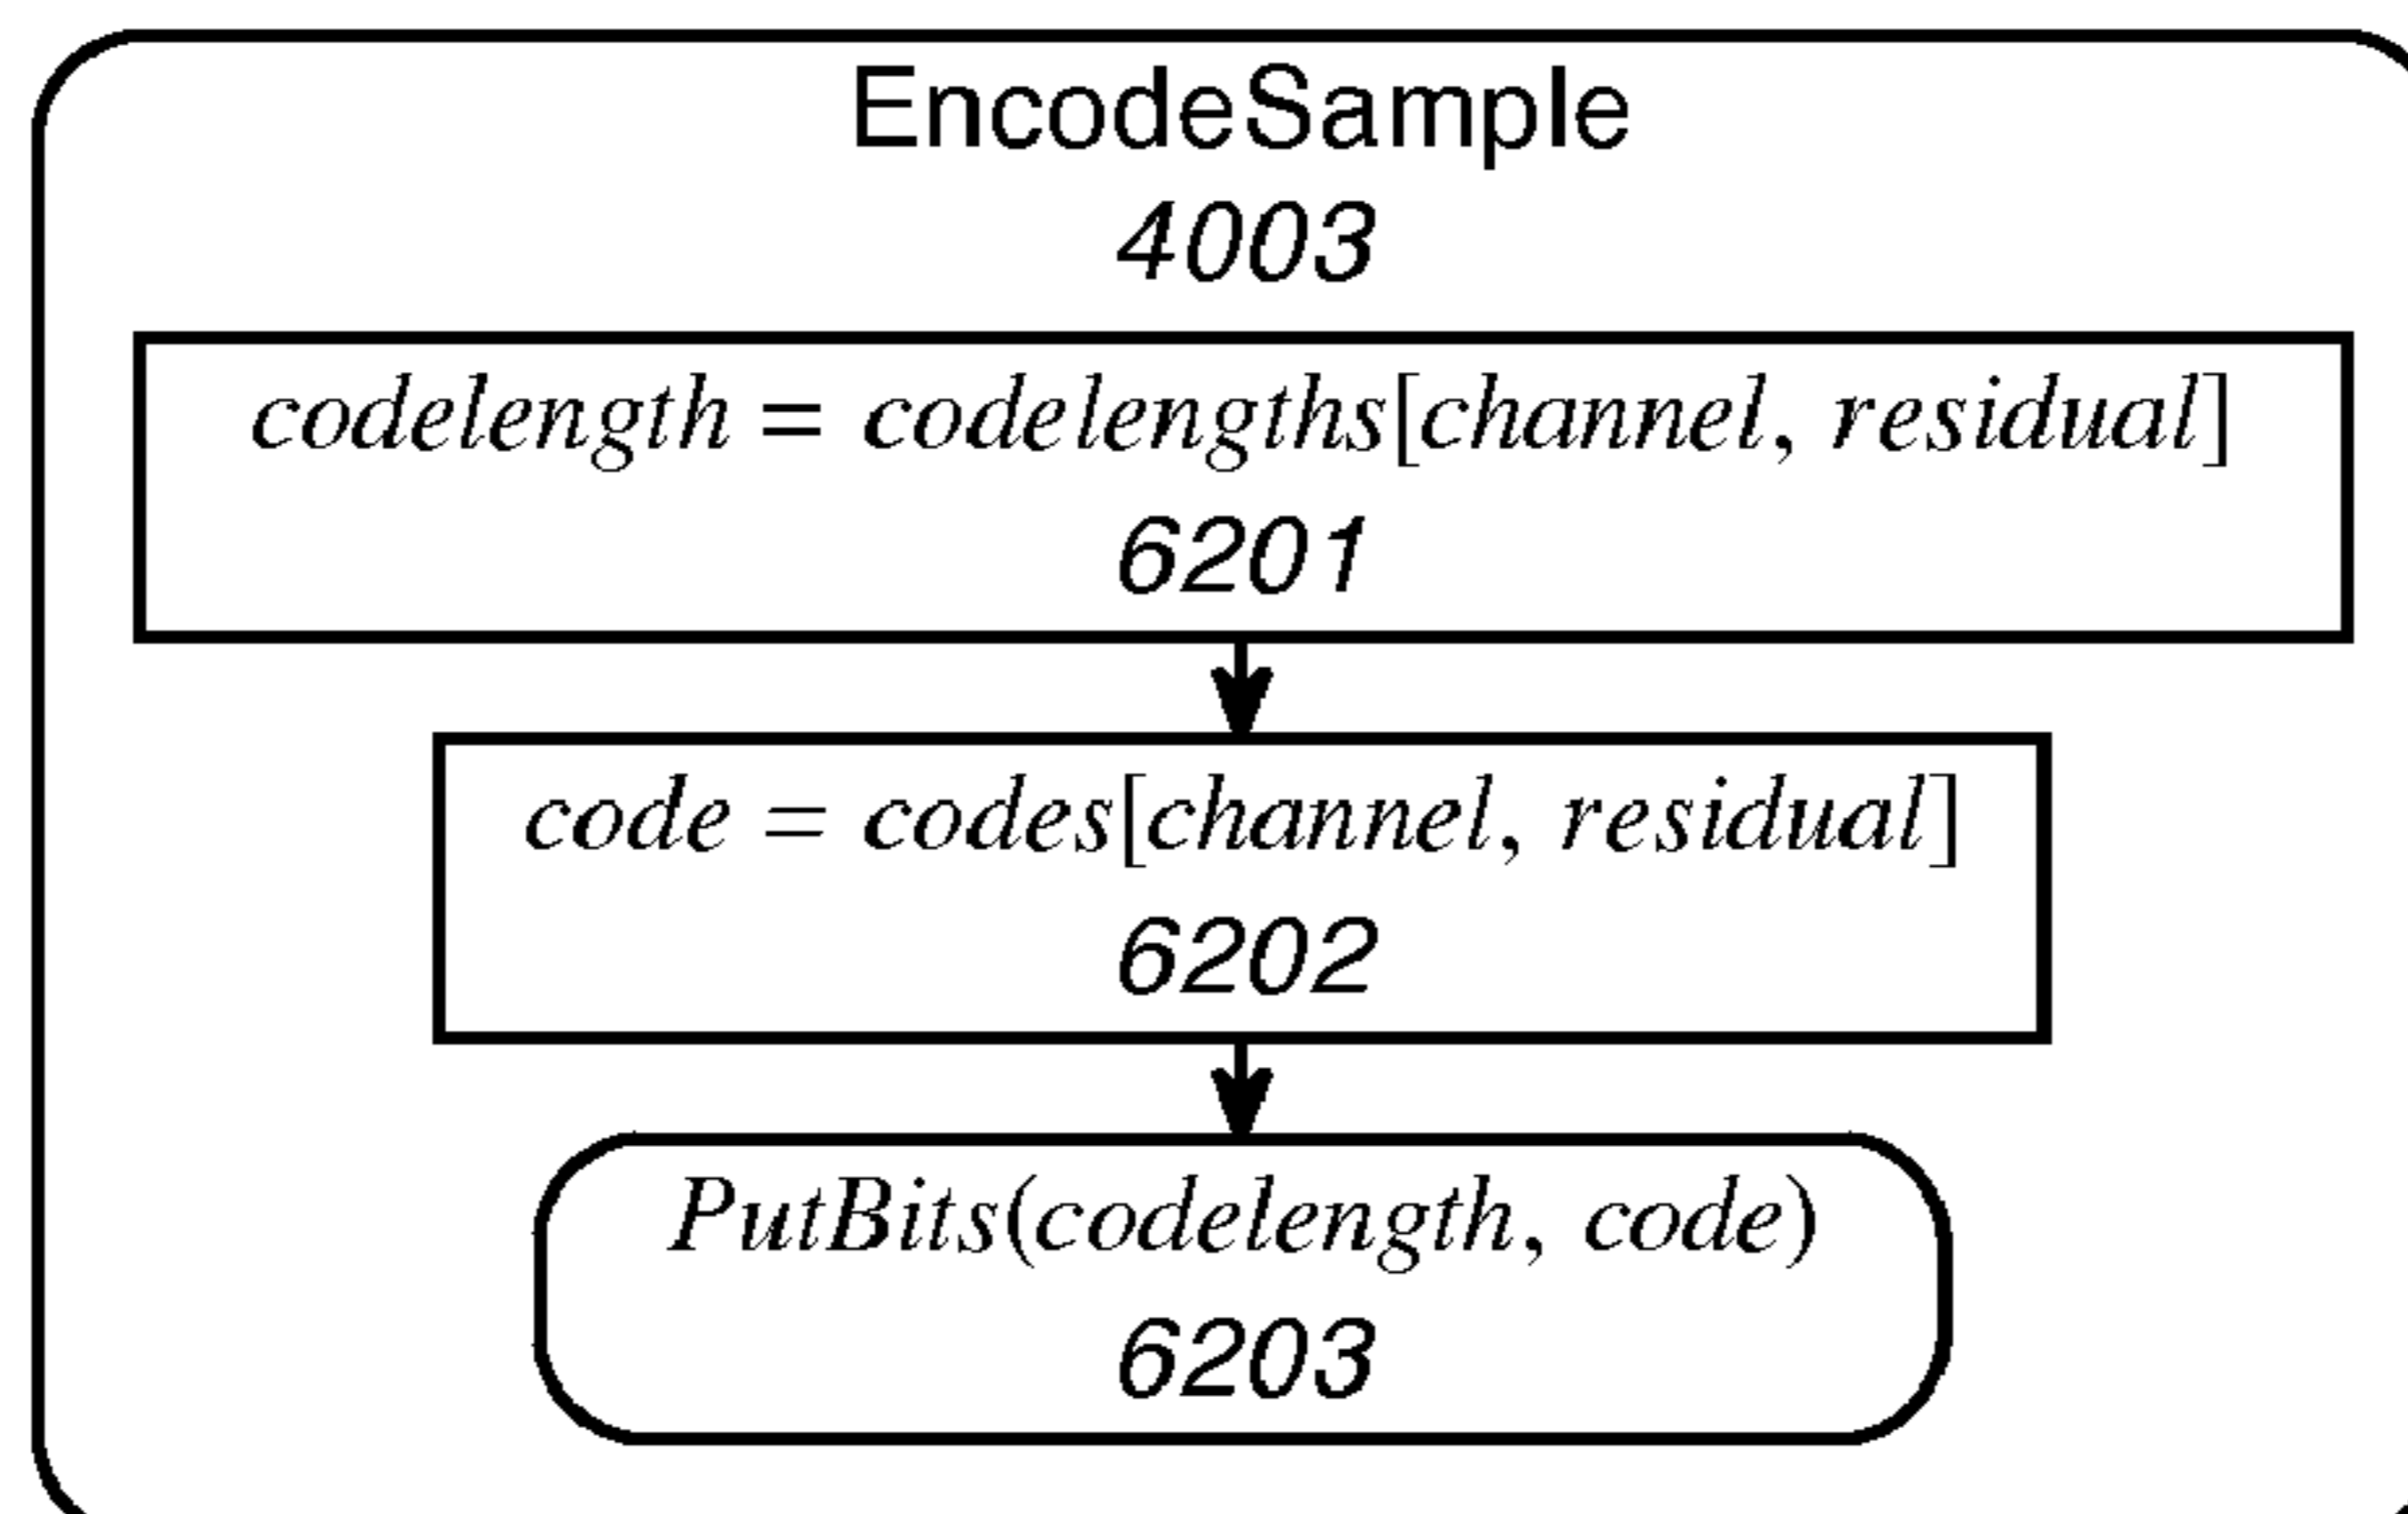 EncodeSample
4003
codelength = codelengths[channel, residual]
6201
code = codes[channel, residual]
6202
PutBits(codelength, code)
6203